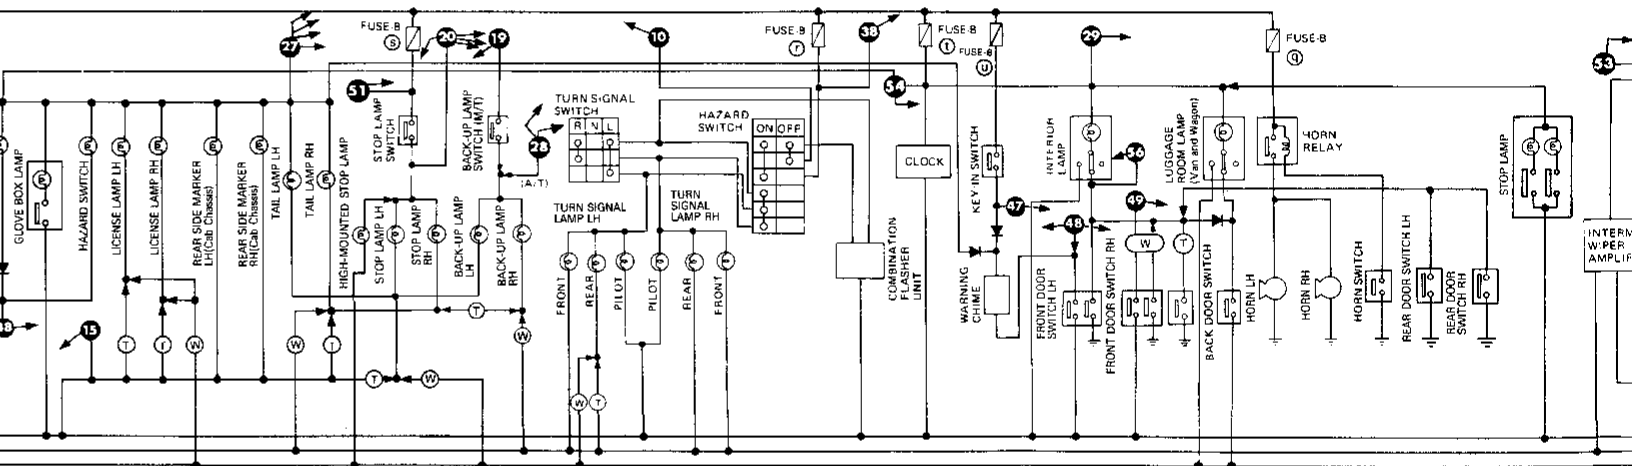 FUSE-B
s
27
20
19
10
FUSE-B
r
38
FUSE-B
t
FUSE-B
u
29
FUSE-B
q
53
51
54
STOP LAMP
SWITCH
BACK-UP LAMP
SWITCH (M/T)
TURN SIGNAL
SWITCH
R N L
HAZARD
SWITCH
ON OFF
28
(A/T)
CLOCK
KEY-IN SWITCH
INTERIOR
LAMP
56
LUGGAGE
ROOM LAMP
(Van and Wagon)
HORN
RELAY
STOP LAMP
GLOVE BOX LAMP
HAZARD SWITCH
LICENSE LAMP LH
LICENSE LAMP RH
REAR SIDE MARKER
LH(Cab Chassis)
REAR SIDE MARKER
RH(Cab Chassis)
TAIL LAMP LH
TAIL LAMP RH
HIGH-MOUNTED STOP LAMP
STOP LAMP LH
STOP LAMP
RH
BACK-UP LAMP
LH
BACK-UP LAMP
RH
TURN SIGNAL
LAMP LH
TURN
SIGNAL
LAMP RH
FRONT
REAR
PILOT
PILOT
REAR
FRONT
COMBINATION
FLASHER
UNIT
47
48
49
W
T
WARNING
CHIME
FRONT DOOR
SWITCH LH
FRONT DOOR SWITCH RH
BACK DOOR SWITCH
HORN LH
HORN RH
HORN SWITCH
REAR DOOR SWITCH LH
REAR DOOR
SWITCH RH
INTERM
WIPER
AMPLIF
15
T
r
W
W
T
T
W
T
W
W
T